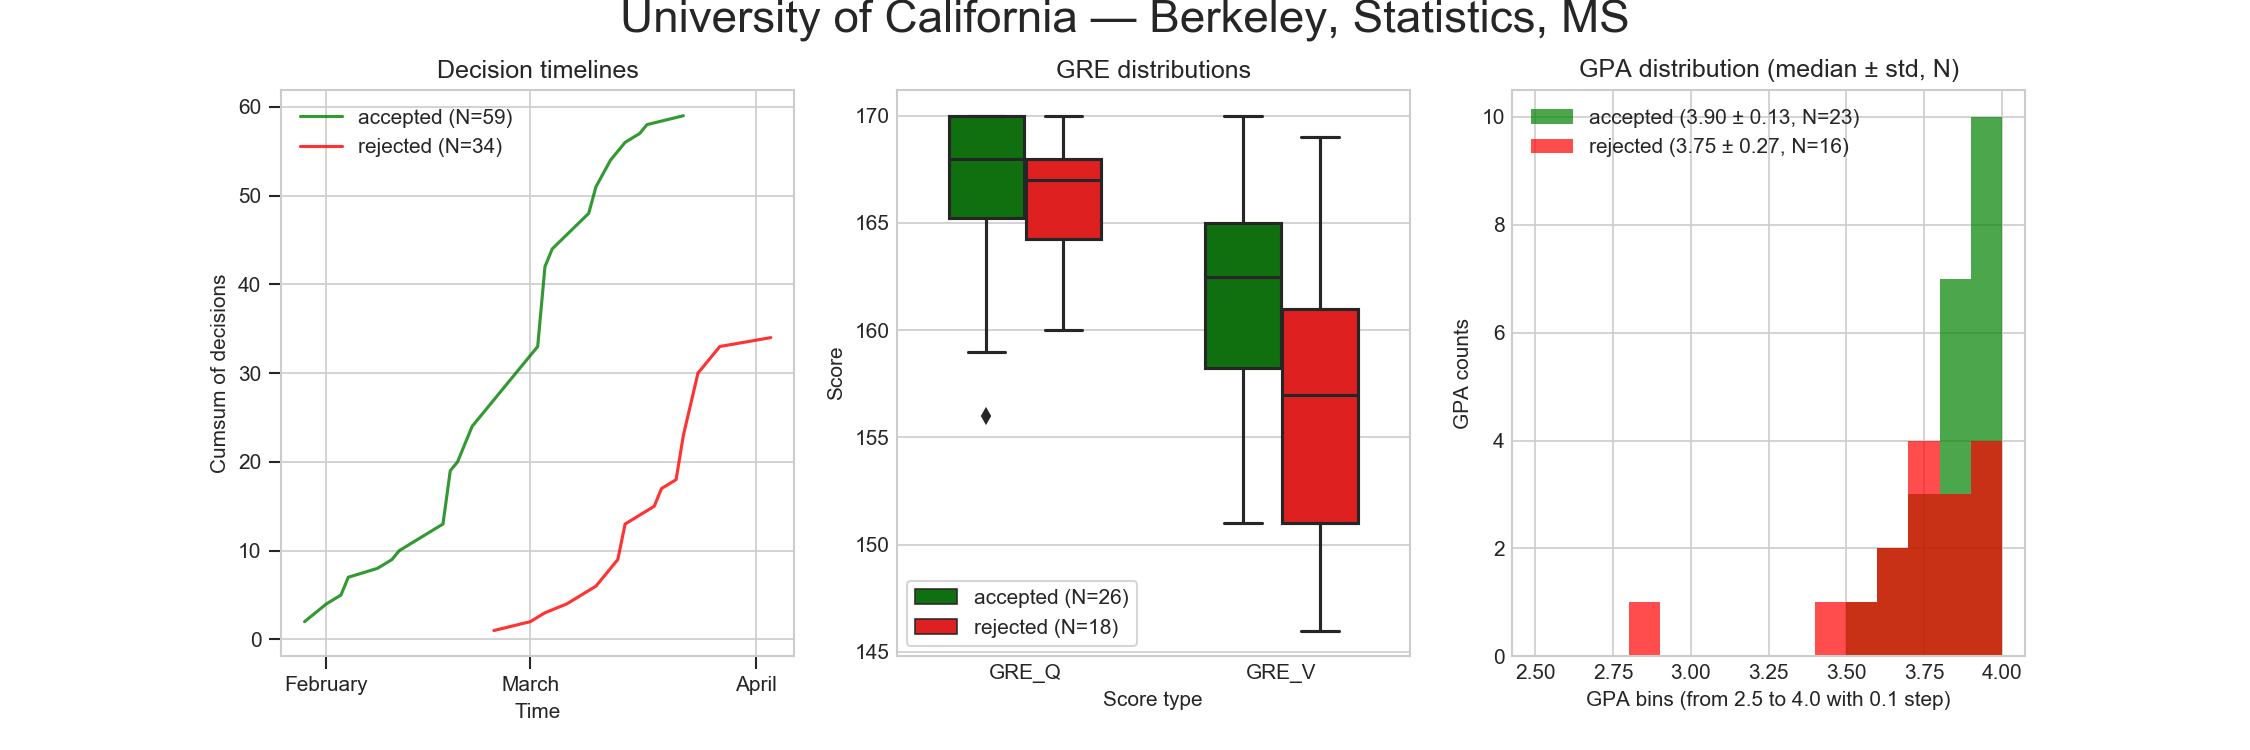 University of California — Berkeley, Statistics, MS
Decision timelines
accepted (N=59)
rejected (N=34)
60
50
40
30
20
10
0
Cumsum of decisions
February March April
Time
GRE distributions
170
165
160
155
150
145
Score
accepted (N=26)
rejected (N=18)
GRE_Q GRE_V
Score type
GPA distribution (median ± std, N)
accepted (3.90 ± 0.13, N=23)
rejected (3.75 ± 0.27, N=16)
10
8
6
4
2
0
GPA counts
2.50 2.75 3.00 3.25 3.50 3.75 4.00
GPA bins (from 2.5 to 4.0 with 0.1 step)